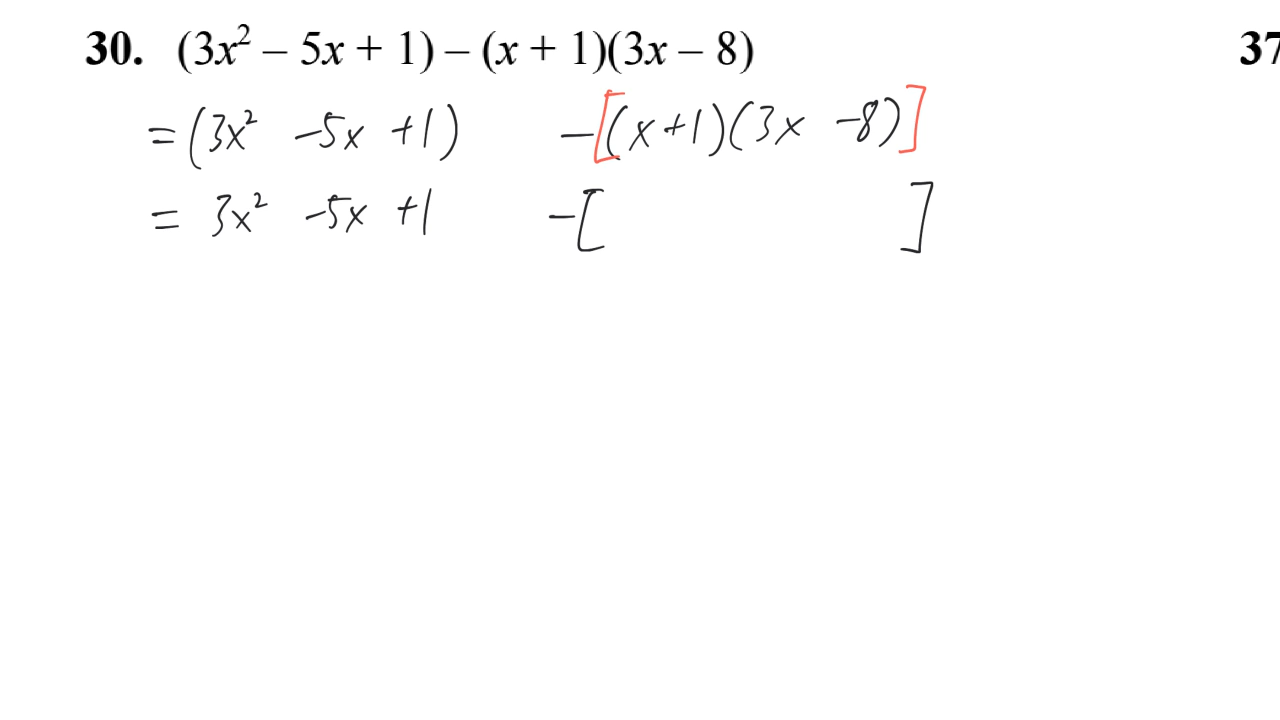 30. (3x² – 5x + 1) – (x + 1)(3x – 8)
37
= (3x² -5x +1) -[(x+1)(3x -8)]
= 3x² -5x +1 -[ ]